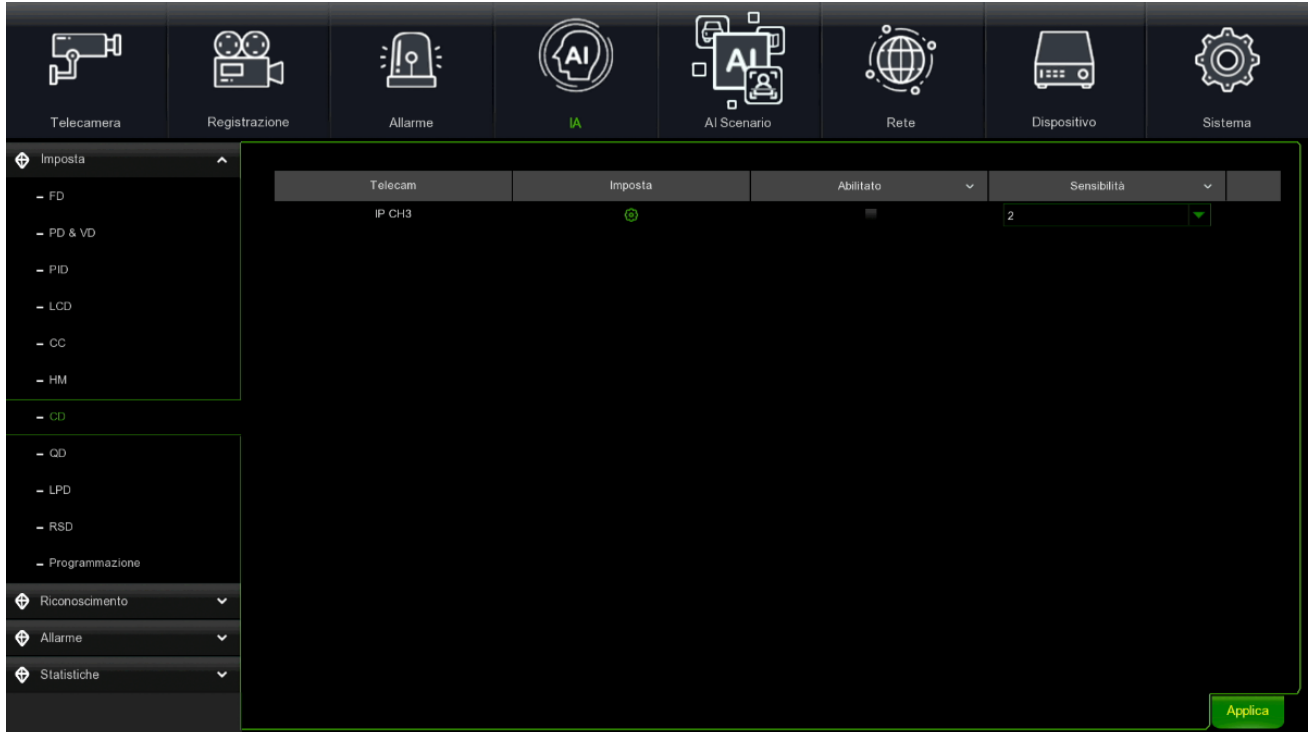 AI
AI
Telecamera Registrazione Allarme IA AI Scenario Rete Dispositivo Sistema
Imposta
Telecam Imposta Abilitato Sensibilità
FD
IP CH3 2
PD & VD
PID
LCD
CC
HM
CD
QD
LPD
RSD
Programmazione
Riconoscimento
Allarme
Statistiche
Applica